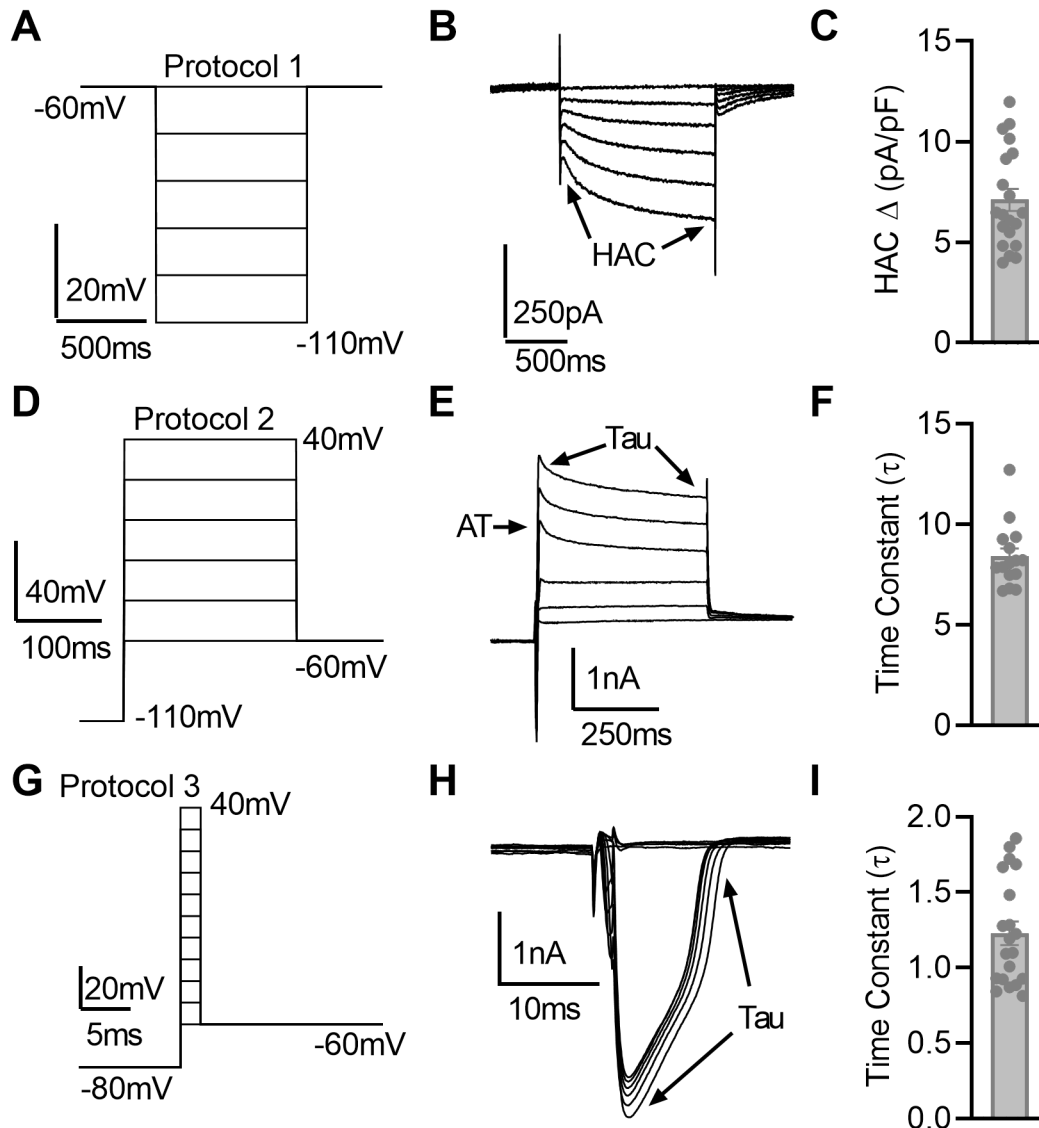 A
Protocol 1
-60mV
20mV
500ms
-110mV
B
HAC
250pA
500ms
C
HAC Δ (pA/pF)
15
10
5
0
D
Protocol 2
40mV
40mV
100ms
-60mV
-110mV
E
Tau
AT
1nA
250ms
F
Time Constant (τ)
15
10
5
0
G
Protocol 3
40mV
20mV
5ms
-60mV
-80mV
H
1nA
10ms
Tau
I
Time Constant (τ)
2.0
1.5
1.0
0.5
0.0